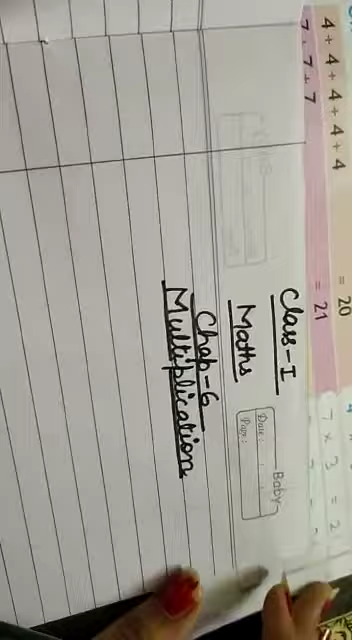 4 + 4 + 4 + 4 + 4 = 20
7 + 7 + 7 = 21
7 × 3 = 2
Class-I
Baby
Maths
Date:
Page:
Chap-6
Multiplication